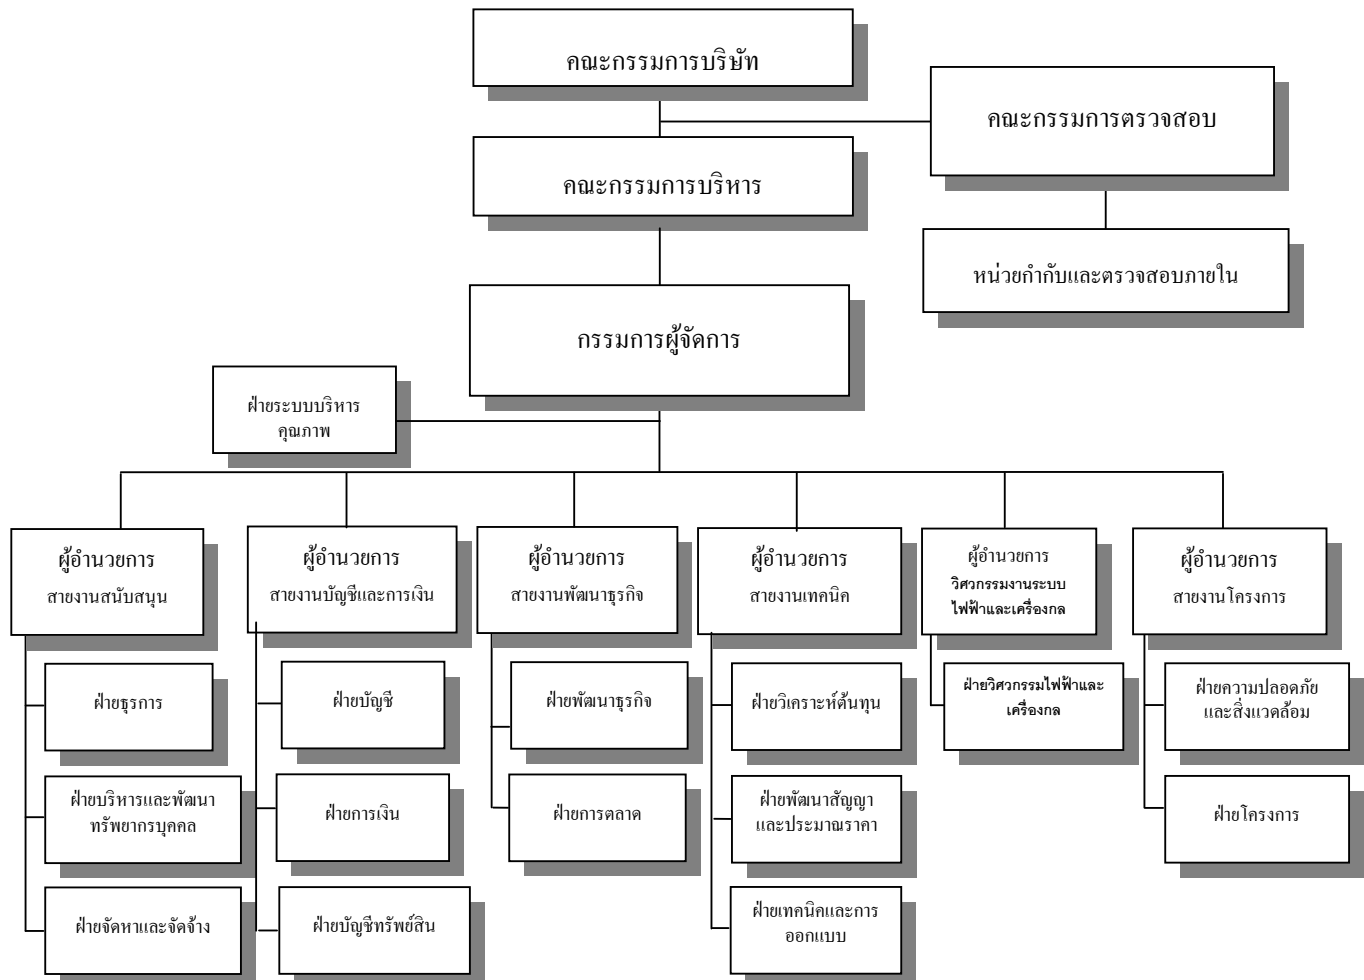 คณะกรรมการบริษัท
คณะกรรมการตรวจสอบ
คณะกรรมการบริหาร
หน่วยกำกับและตรวจสอบภายใน
กรรมการผู้จัดการ
ฝ่ายระบบบริหาร
คุณภาพ
ผู้อำนวยการ
สายงานสนับสนุน
ผู้อำนวยการ
สายงานบัญชีและการเงิน
ผู้อำนวยการ
สายงานพัฒนาธุรกิจ
ผู้อำนวยการ
สายงานเทคนิค
ผู้อำนวยการ
วิศวกรรมงานระบบ
ไฟฟ้าและเครื่องกล
ผู้อำนวยการ
สายงานโครงการ
ฝ่ายธุรการ
ฝ่ายบัญชี
ฝ่ายพัฒนาธุรกิจ
ฝ่ายวิเคราะห์ต้นทุน
ฝ่ายวิศวกรรมไฟฟ้าและ
เครื่องกล
ฝ่ายความปลอดภัย
และสิ่งแวดล้อม
ฝ่ายบริหารและพัฒนา
ทรัพยากรบุคคล
ฝ่ายการเงิน
ฝ่ายการตลาด
ฝ่ายพัฒนาสัญญา
และประมาณราคา
ฝ่ายโครงการ
ฝ่ายจัดหาและจัดจ้าง
ฝ่ายบัญชีทรัพย์สิน
ฝ่ายเทคนิคและการ
ออกแบบ